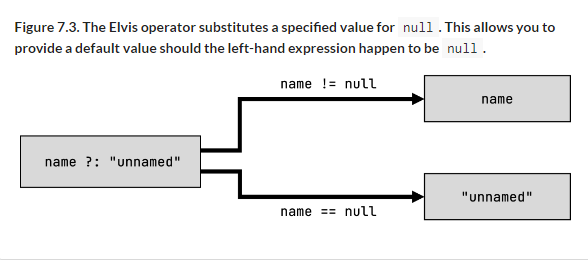 Figure 7.3. The Elvis operator substitutes a specified value for null . This allows you to
provide a default value should the left-hand expression happen to be null .
name != null
name
name ?: "unnamed"
"unnamed"
name == null